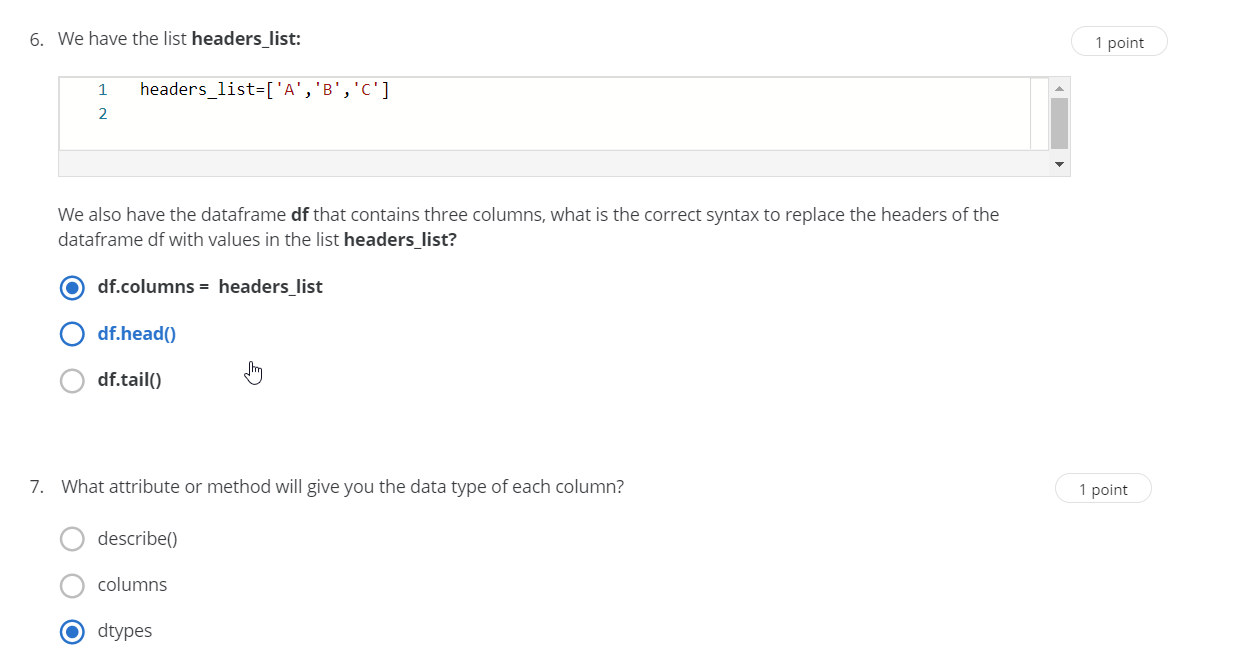 6. We have the list headers_list:
1 point
1 headers_list=['A','B','C']
2
We also have the dataframe df that contains three columns, what is the correct syntax to replace the headers of the
dataframe df with values in the list headers_list?
df.columns = headers_list
df.head()
df.tail()
7. What attribute or method will give you the data type of each column?
1 point
describe()
columns
dtypes